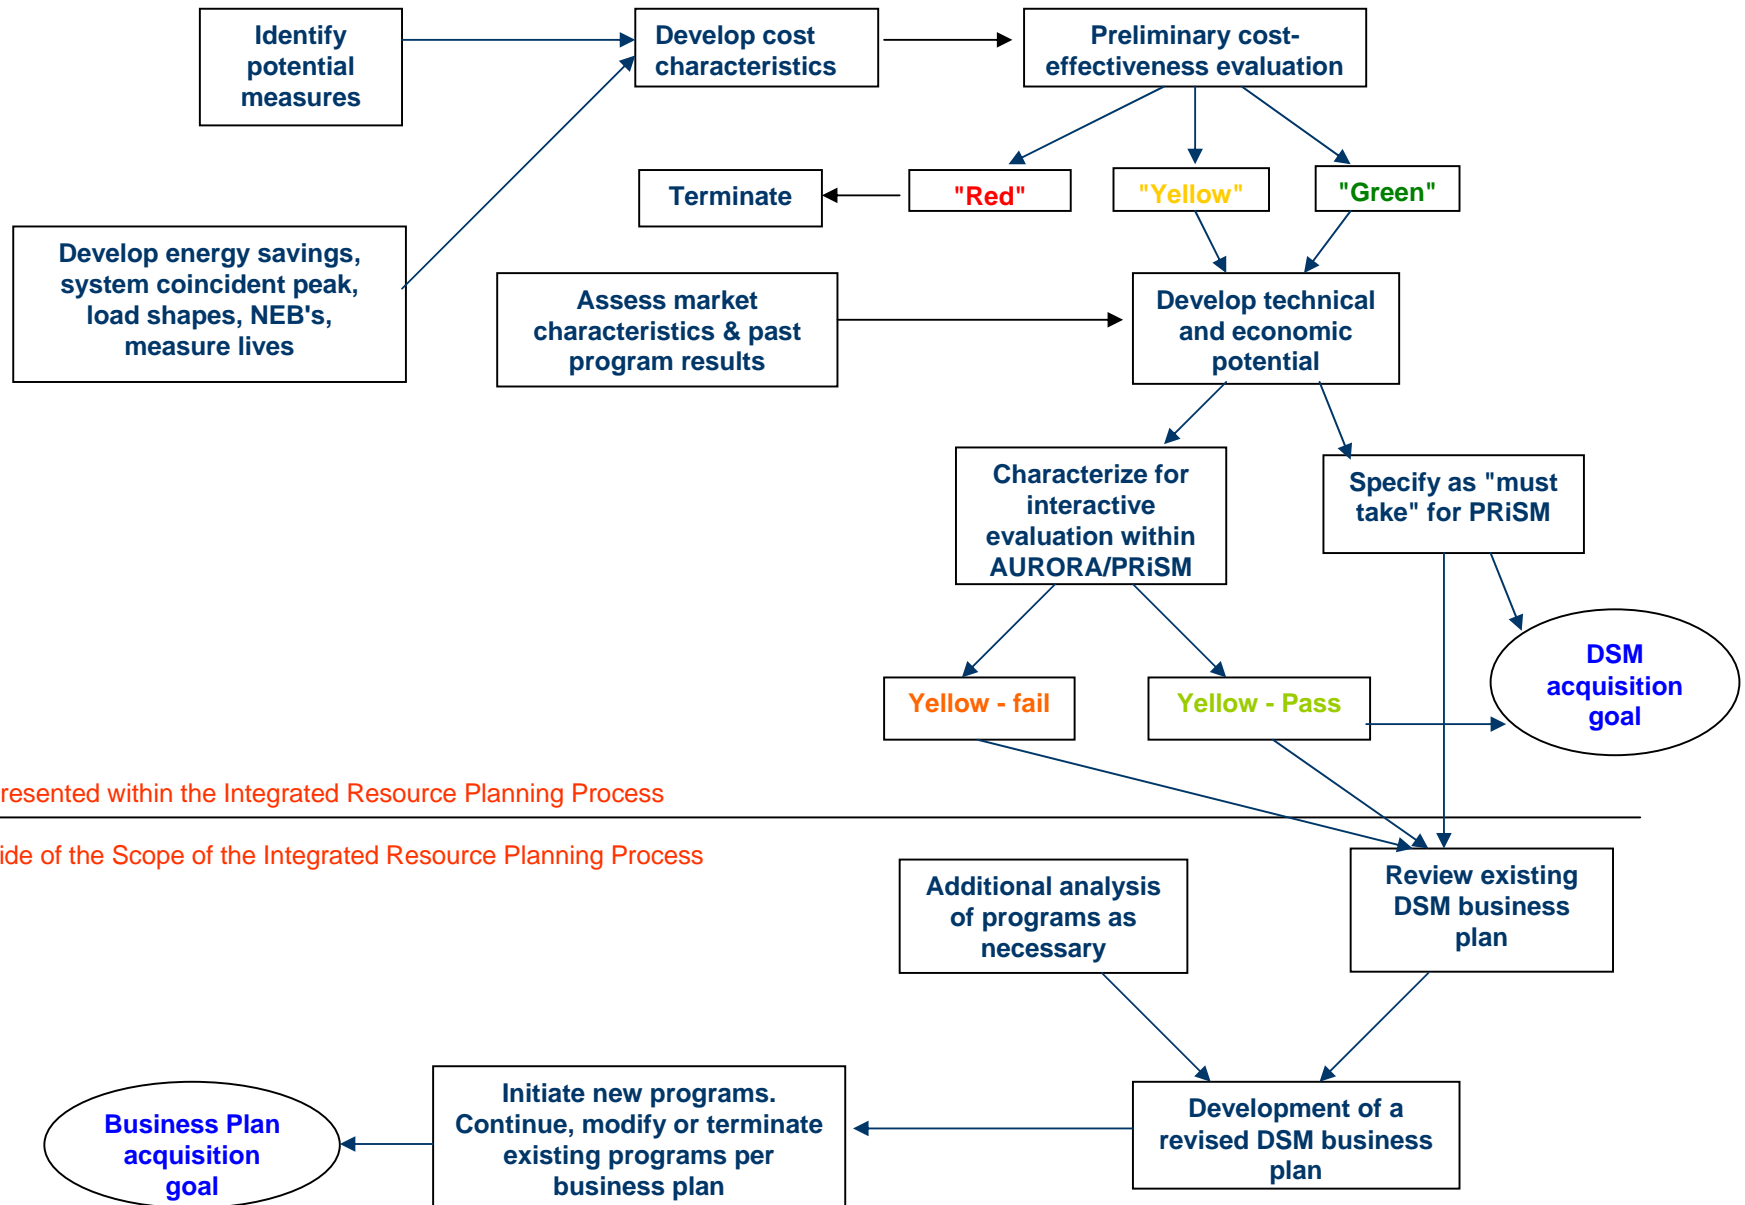 Identify
potential
measures
Develop cost
characteristics
Preliminary cost-
effectiveness evaluation
Terminate
"Red"
"Yellow"
"Green"
Develop energy savings,
system coincident peak,
load shapes, NEB's,
measure lives
Assess market
characteristics & past
program results
Develop technical
and economic
potential
Characterize for
interactive
evaluation within
AURORA/PRiSM
Specify as "must
take" for PRiSM
DSM
acquisition
goal
Yellow - fail
Yellow - Pass
resented within the Integrated Resource Planning Process
ide of the Scope of the Integrated Resource Planning Process
Additional analysis
of programs as
necessary
Review existing
DSM business
plan
Business Plan
acquisition
goal
Initiate new programs.
Continue, modify or terminate
existing programs per
business plan
Development of a
revised DSM business
plan